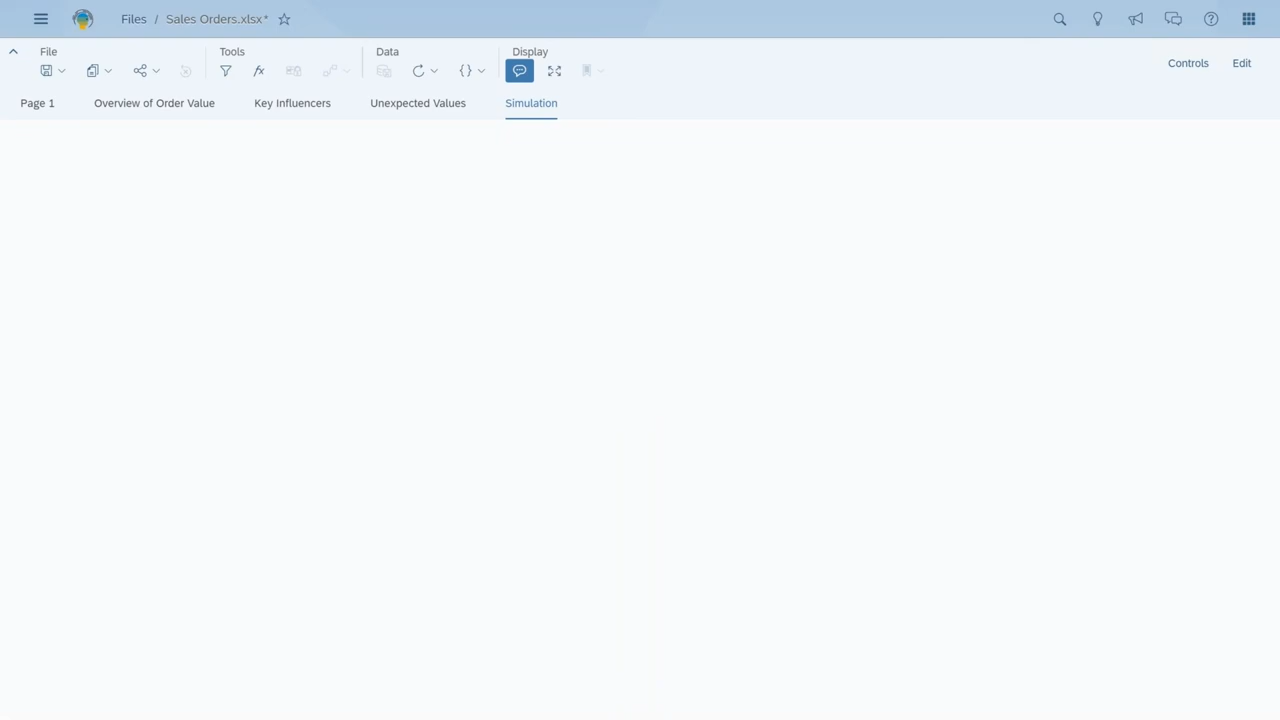 Files / Sales Orders.xlsx*
File
Tools
Data
Display
Controls
Edit
Page 1
Overview of Order Value
Key Influencers
Unexpected Values
Simulation